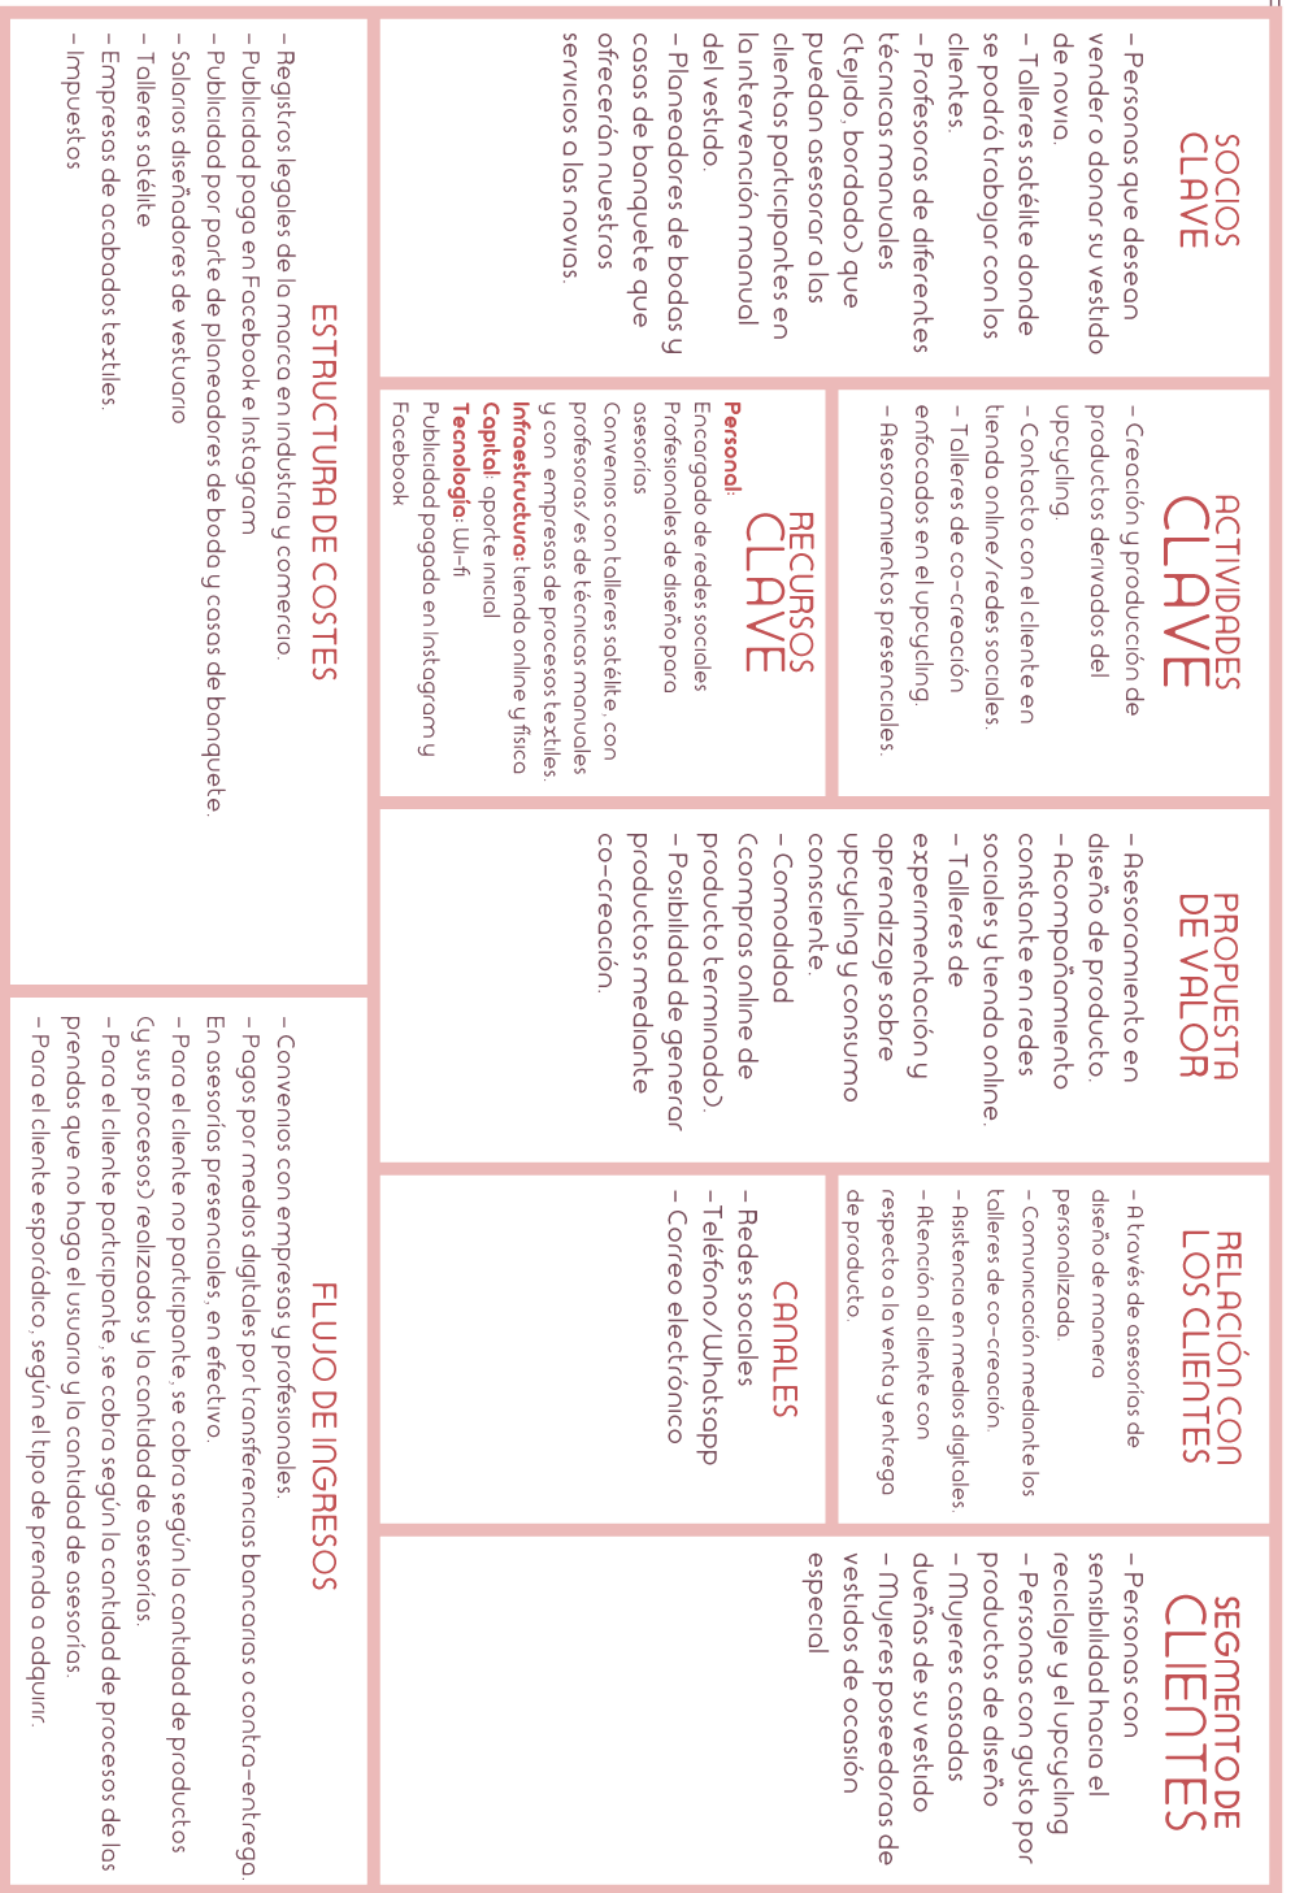 SOCIOS
CLAVE
- Personas que desean
vender o donar su vestido
de novia.
- Talleres satélite donde
se podrá trabajar con los
clientes.
- Profesoras de diferentes
técnicas manuales
(tejido, bordado) que
puedan asesorar a las
clientas participantes en
la intervención manual
del vestido.
- Planeadores de bodas y
casas de banquete que
ofrecerán nuestros
servicios a las novias.
ACTIVIDADES
CLAVE
- Creación y producción de
productos derivados del
upcycling.
- Contacto con el cliente en
tienda online/redes sociales.
- Talleres de co-creación
enfocados en el upcycling.
- Asesoramientos presenciales.
RECURSOS
CLAVE
Personal:
Encargado de redes sociales
Profesionales de diseño para
asesorías
Convenios con talleres satélite, con
profesoras/es de técnicas manuales
y con empresas de procesos textiles.
Infraestructura: tienda online y física
Capital: aporte inicial
Tecnología: Wi-fi
Publicidad pagada en Instagram y
Facebook
PROPUESTA
DE VALOR
- Asesoramiento en
diseño de producto.
- Acompañamiento
constante en redes
sociales y tienda online.
- Talleres de
experimentación y
aprendizaje sobre
upcycling y consumo
consciente.
- Comodidad
(compras online de
producto terminado).
- Posibilidad de generar
productos mediante
co-creación.
RELACIÓN CON
LOS CLIENTES
- A través de asesorías de
diseño de manera
personalizada.
- Comunicación mediante los
talleres de co-creación.
- Asistencia en medios digitales.
- Atención al cliente con
respecto a la venta y entrega
de producto.
CANALES
- Redes sociales
- Teléfono/Whatsapp
- Correo electrónico
SEGMENTO DE
CLIENTES
- Personas con
sensibilidad hacia el
reciclaje y el upcycling
- Personas con gusto por
productos de diseño
- Mujeres casadas
dueñas de su vestido
- Mujeres poseedoras de
vestidos de ocasión
especial
ESTRUCTURA DE COSTES
- Registros legales de la marca en industria y comercio.
- Publicidad paga en Facebook e Instagram
- Publicidad por parte de planeadores de boda y casas de banquete.
- Salarios diseñadores de vestuario
- Talleres satélite
- Empresas de acabados textiles.
- Impuestos
FLUJO DE INGRESOS
- Convenios con empresas y profesionales.
- Pagos por medios digitales por transferencias bancarias o contra-entrega.
En asesorías presenciales, en efectivo.
- Para el cliente no participante, se cobra según la cantidad de productos
(y sus procesos) realizados y la cantidad de asesorías.
- Para el cliente participante, se cobra según la cantidad de procesos de las
prendas que no haga el usuario y la cantidad de asesorías.
- Para el cliente esporádico, según el tipo de prenda a adquirir.